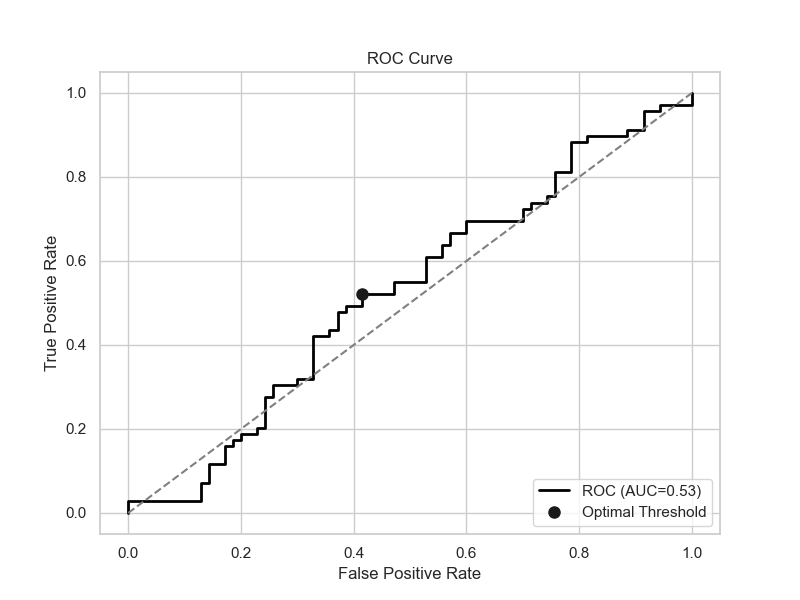 ROC Curve
True Positive Rate
1.0
0.8
0.6
0.4
0.2
0.0
ROC (AUC=0.53)
Optimal Threshold
0.0 0.2 0.4 0.6 0.8 1.0
False Positive Rate